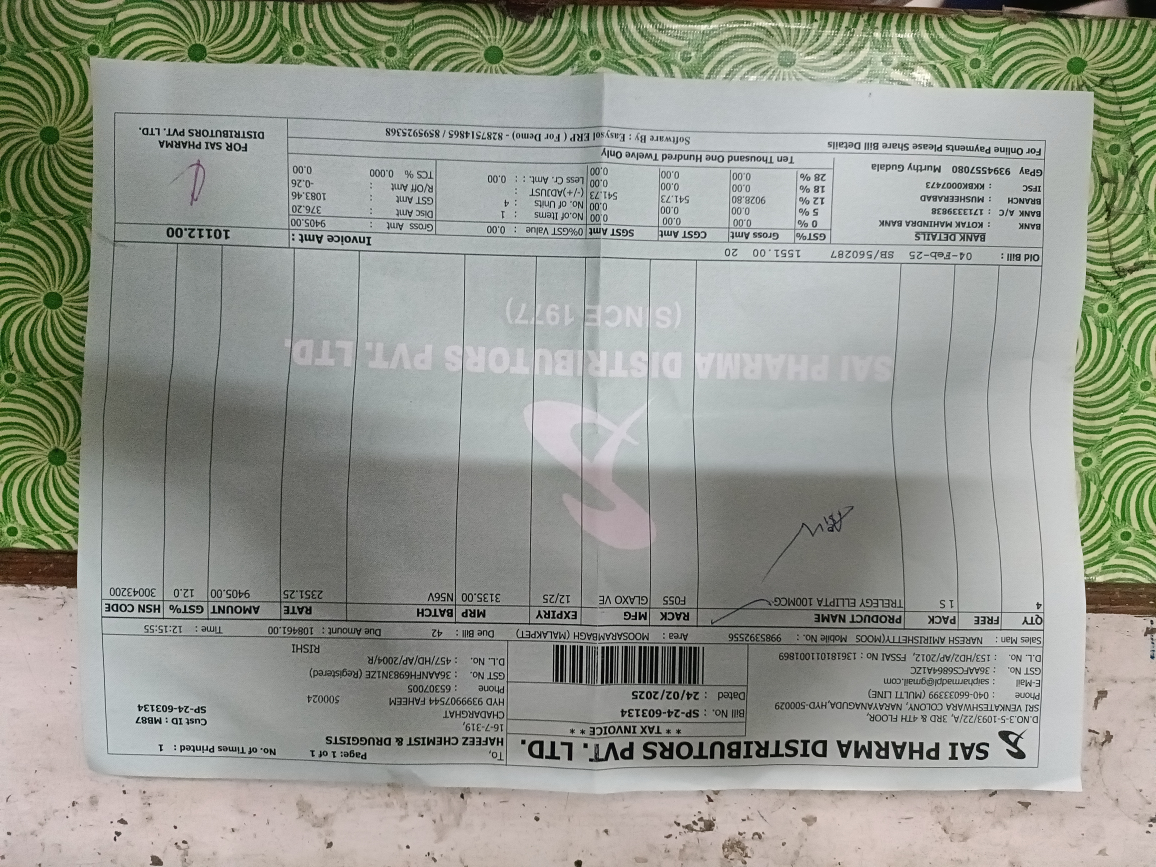 SAI PHARMA DISTRIBUTORS PVT. LTD.
D.NO.3-5-1093/22/A, 3RD & 4TH FLOOR,
SRI VENKATESHWARA COLONY, NARAYANAGUDA,HYD-500029
Phone : 040-66633399 (MULTI LINE)
E-Mail : saipharmadpl@gmail.com
GST No : 36AAFCS6864A1ZC
D.L. No. : 153/HD2/AP/2012, FSSAI No : 13618011001869
* * TAX INVOICE * *
Bill No. : SP-24-603134
Dated : 24/02/2025
To, Page: 1 of 1 No. of Times Printed : 1
HAFEEZ CHEMIST & DRUGGISTS
16-7-319, Cust ID : MB87
CHADARGHAT SP-24-603134
HYD 9399907544 FAHEEM 500024
Phone : 65307005
GST No. : 36AANFH6983N1ZE (Registered)
D.L. No. : 457/HD/AP/2004/R
RISHI
Sales Man : NARESH AMIRISHETTY(MOOS Mobile No. : 9985392556 Area : MOOSARAMBAGH (MALAKPET) Due Bill : 42 Due Amount : 108461.00 Time : 12:15:55
QTY FREE PACK PRODUCT NAME RACK MFG EXPIRY MRP BATCH RATE AMOUNT GST% HSN CODE
4 1 S TRELEGY ELLIPTA 100MCG F055 GLAXO VE 12/25 3135.00 N56V 2351.25 9405.00 12.0 30043200
SAI PHARMA DISTRIBUTORS PVT. LTD.
(SINCE 1977)
Old Bill : 04-Feb-25 SB/560287 1551.00 20
Invoice Amt : 10112.00
BANK DETAILS
BANK : KOTAK MAHINDRA BANK
BANK A/C : 17133319838
BRANCH : MUSHEERABAD
IFSC : KKBK0007473
GPay 9394557080 Murthy Gudala
GST% Gross Amt CGST Amt SGST Amt
0 % 0.00 0.00 0.00
5 % 0.00 0.00 0.00
12 % 9028.80 541.73 541.73
18 % 0.00 0.00 0.00
28 % 0.00 0.00 0.00
0%GST Value : 0.00
No.of Items : 1
No. of Units : 4
(-/+)ADJUST :
Less Cr. Amt : : 0.00
Gross Amt : 9405.00
Disc Amt : 376.20
GST Amt : 1083.46
R/Off Amt : -0.26
TCS % 0.000 0.00
Ten Thousand One Hundred Twelve Only
For Online Payments Please Share Bill Details
Software By : Easysol ERP ( For Demo) - 8287514865 / 8595925368
FOR SAI PHARMA
DISTRIBUTORS PVT. LTD.